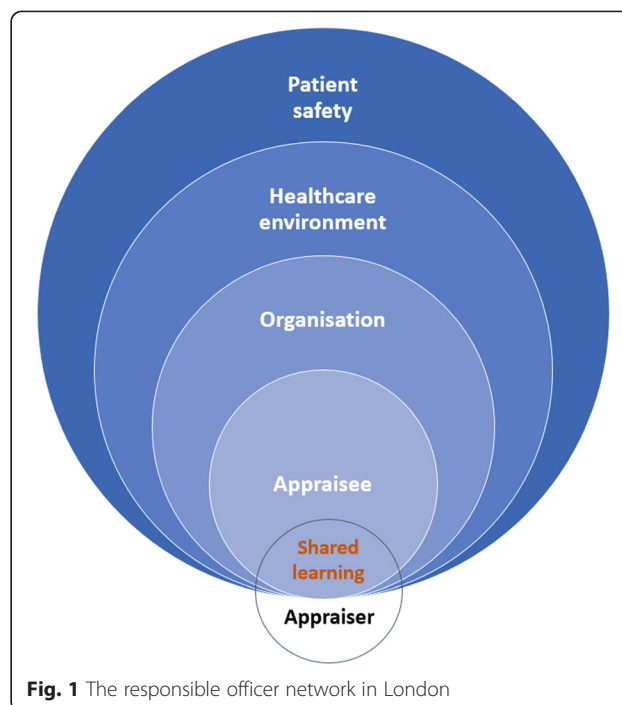 Patient
safety
Healthcare
environment
Organisation
Appraisee
Shared
learning
Appraiser
Fig. 1 The responsible officer network in London